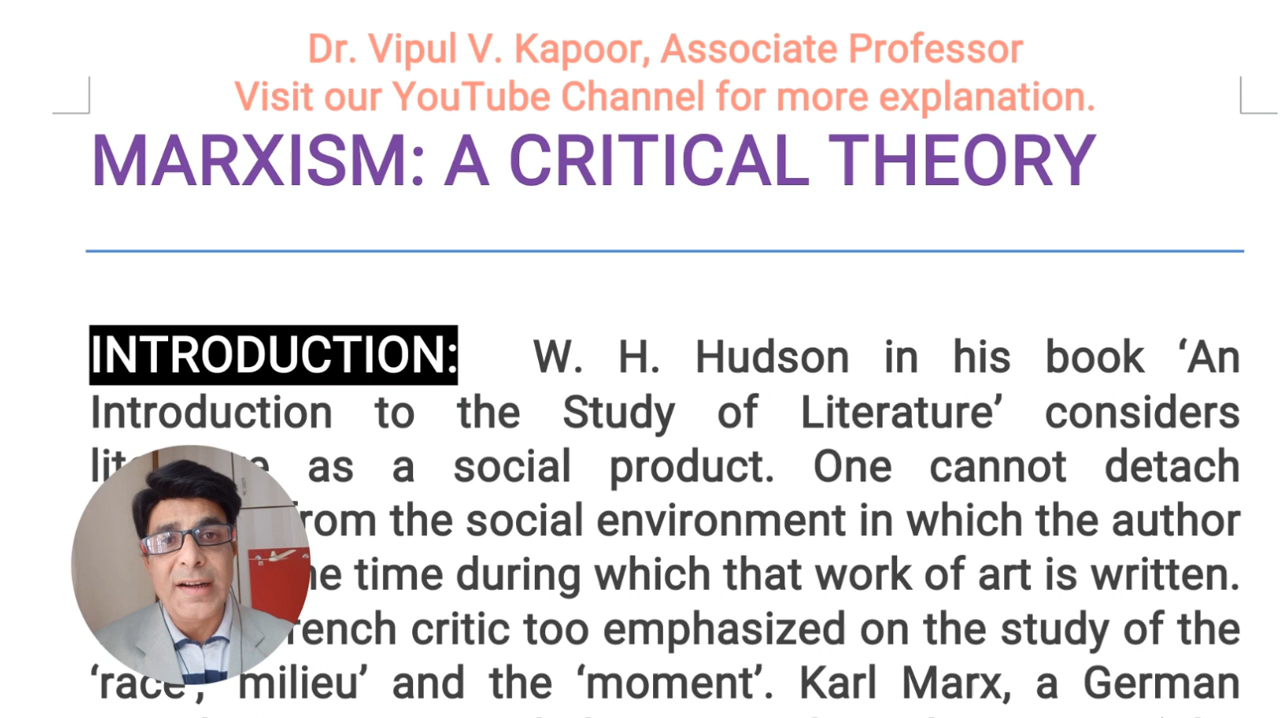 Dr. Vipul V. Kapoor, Associate Professor
Visit our YouTube Channel for more explanation.
MARXISM: A CRITICAL THEORY
INTRODUCTION: W. H. Hudson in his book ‘An
Introduction to the Study of Literature’ considers
as a social product. One cannot detach
from the social environment in which the author
time during which that work of art is written.
critic too emphasized on the study of the
‘race’, ‘milieu’ and the ‘moment’. Karl Marx, a German